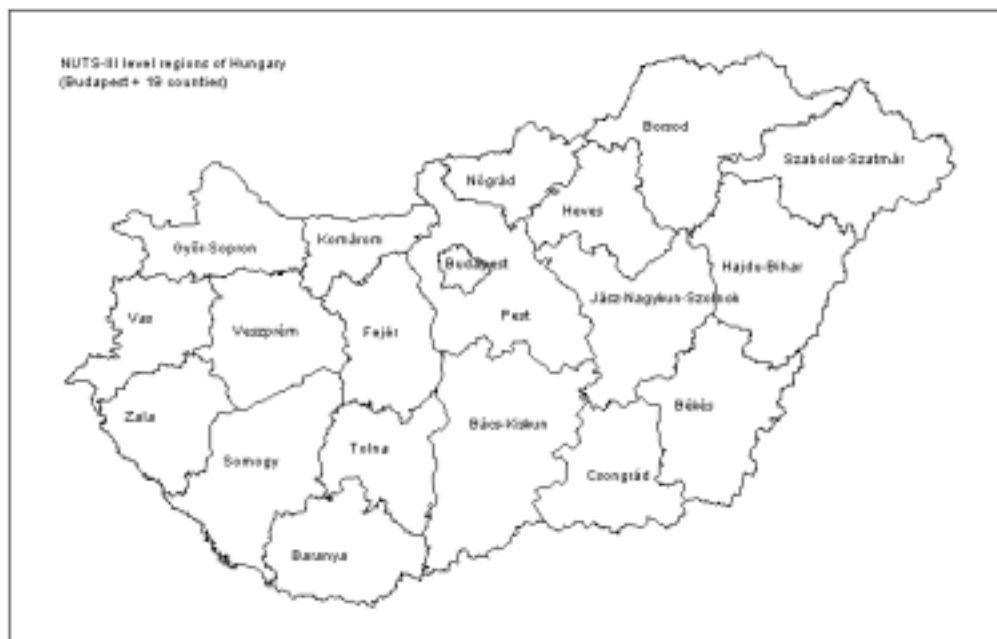 NUTS-III level regions of Hungary
(Budapest + 19 counties)
Borsod
Szabolcs-Szatmár
Nógrád
Heves
Győr-Sopron
Komárom
Budapest
Hajdu-Bihar
Jász-Nagykun-Szolnok
Vas
Veszprém
Fejér
Pest
Zala
Somogy
Tolna
Bács-Kiskun
Békés
Csongrád
Baranya